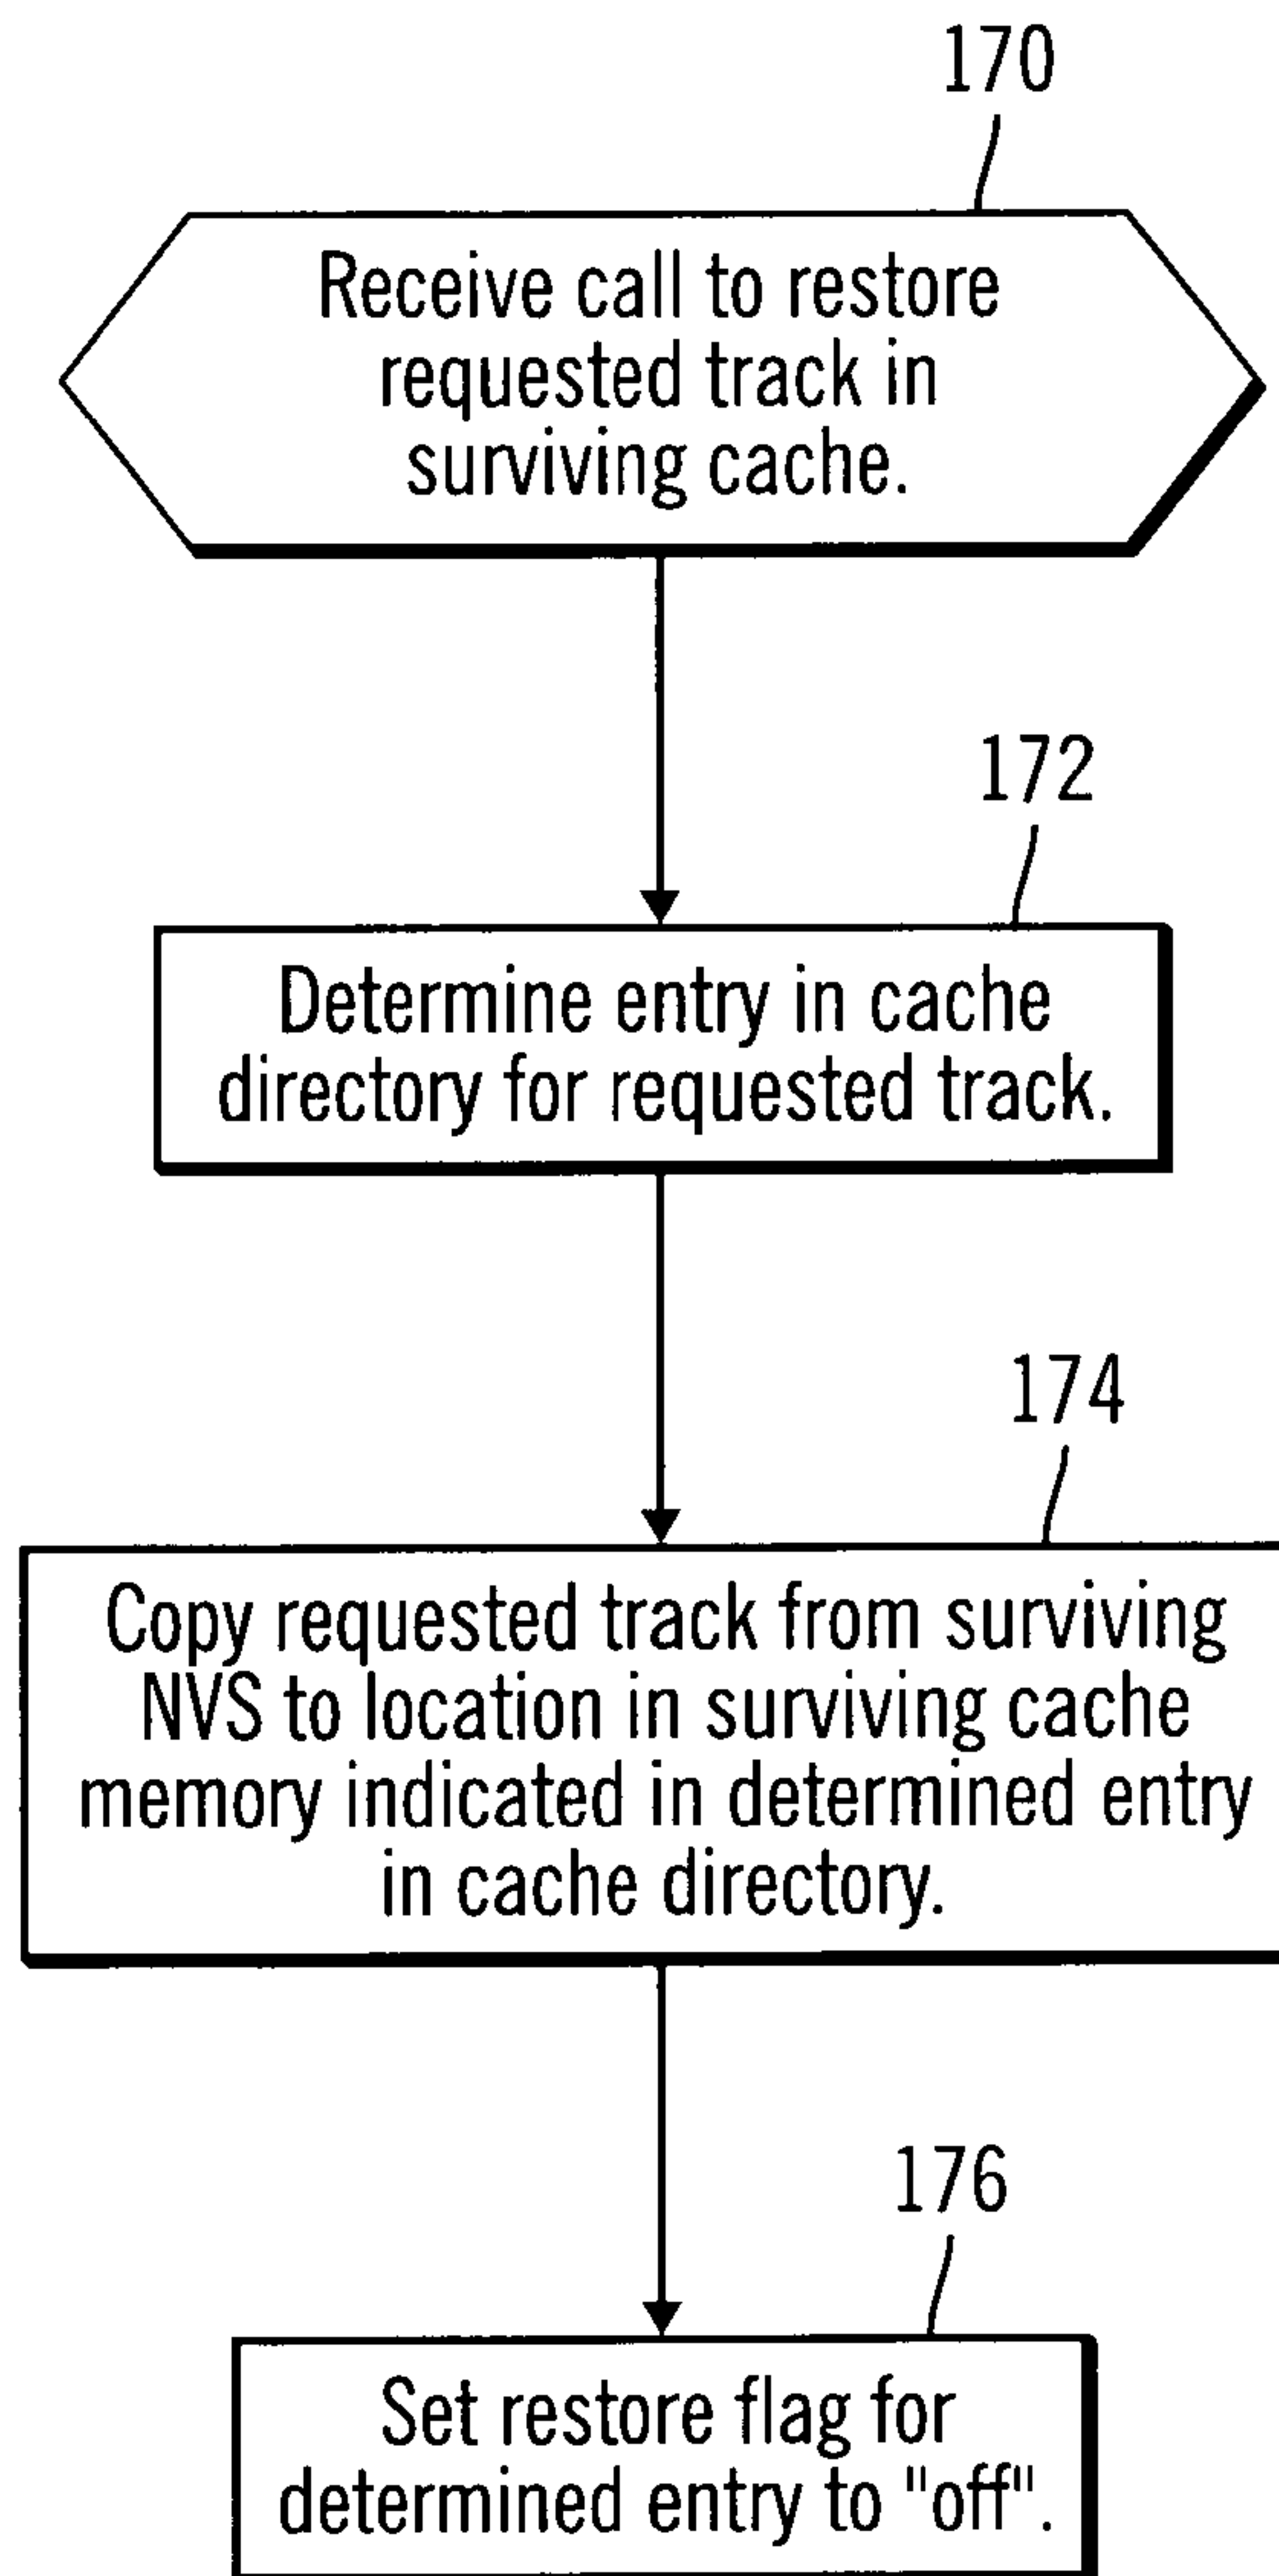 170
Receive call to restore
requested track in
surviving cache.
172
Determine entry in cache
directory for requested track.
174
Copy requested track from surviving
NVS to location in surviving cache
memory indicated in determined entry
in cache directory.
176
Set restore flag for
determined entry to "off".